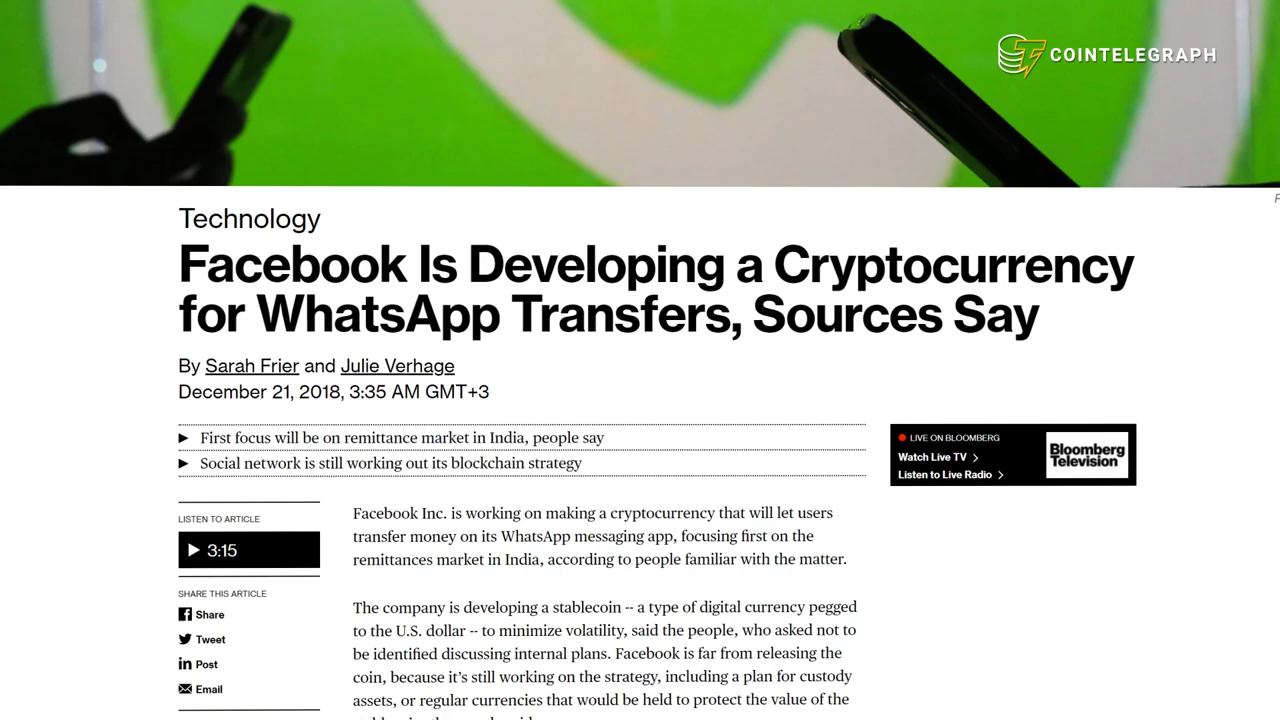 COINTELEGRAPH
Technology
Facebook Is Developing a Cryptocurrency
for WhatsApp Transfers, Sources Say
By Sarah Frier and Julie Verhage
December 21, 2018, 3:35 AM GMT+3
First focus will be on remittance market in India, people say
Social network is still working out its blockchain strategy
LIVE ON BLOOMBERG
Watch Live TV
Listen to Live Radio
Bloomberg
Television
LISTEN TO ARTICLE
3:15
SHARE THIS ARTICLE
Share
Tweet
Post
Email
Facebook Inc. is working on making a cryptocurrency that will let users
transfer money on its WhatsApp messaging app, focusing first on the
remittances market in India, according to people familiar with the matter.
The company is developing a stablecoin -- a type of digital currency pegged
to the U.S. dollar -- to minimize volatility, said the people, who asked not to
be identified discussing internal plans. Facebook is far from releasing the
coin, because it's still working on the strategy, including a plan for custody
assets, or regular currencies that would be held to protect the value of the